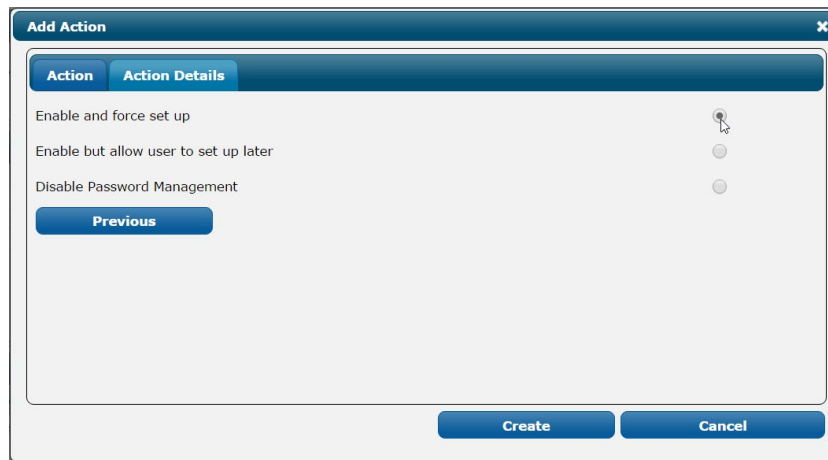 Add Action
Action Action Details
Enable and force set up
Enable but allow user to set up later
Disable Password Management
Previous
Create Cancel